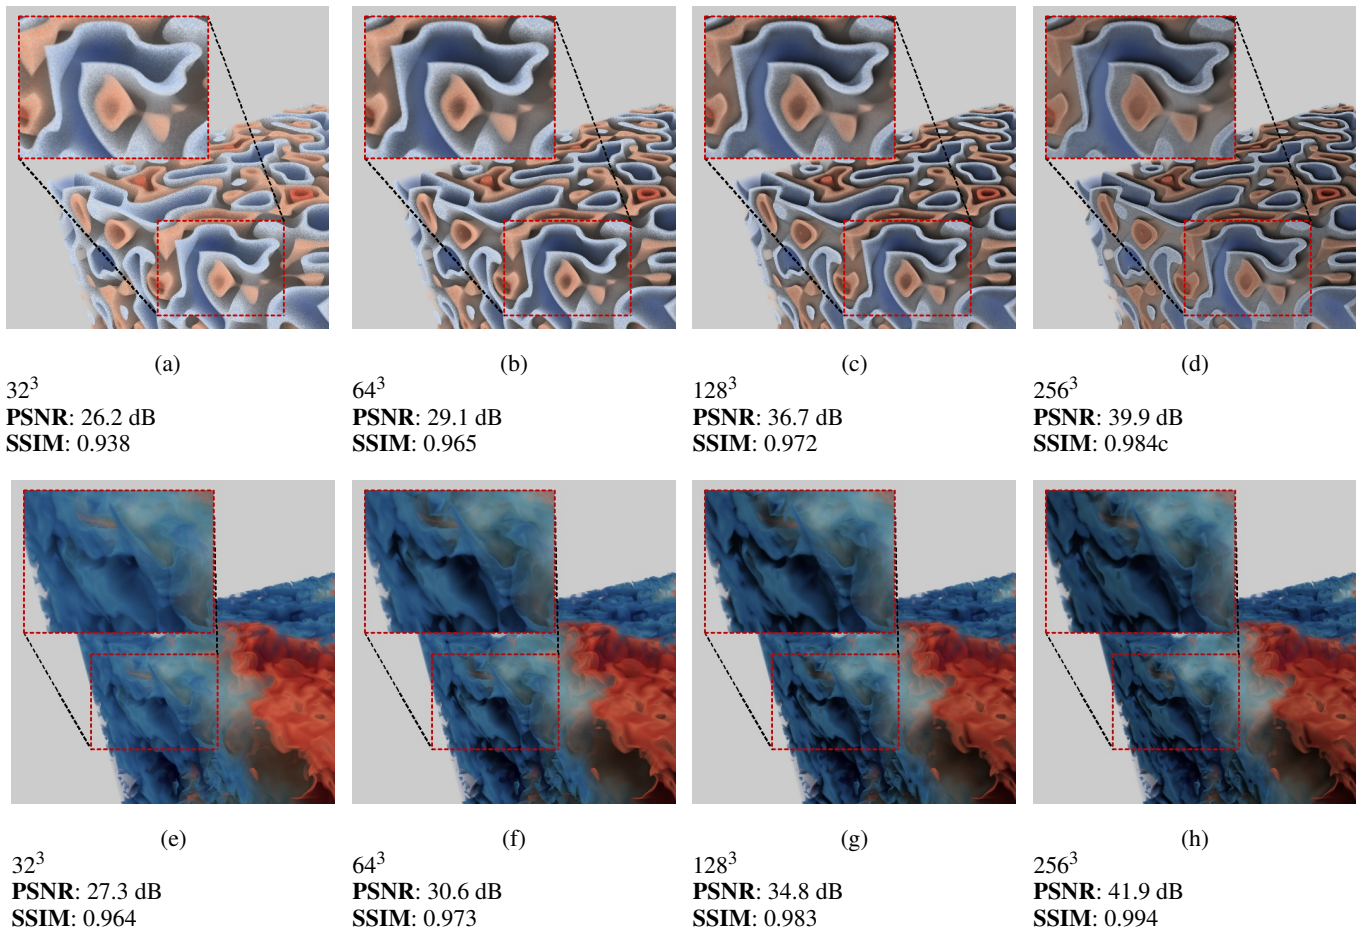 (a)
32³
PSNR: 26.2 dB
SSIM: 0.938
(b)
64³
PSNR: 29.1 dB
SSIM: 0.965
(c)
128³
PSNR: 36.7 dB
SSIM: 0.972
(d)
256³
PSNR: 39.9 dB
SSIM: 0.984c
(e)
32³
PSNR: 27.3 dB
SSIM: 0.964
(f)
64³
PSNR: 30.6 dB
SSIM: 0.973
(g)
128³
PSNR: 34.8 dB
SSIM: 0.983
(h)
256³
PSNR: 41.9 dB
SSIM: 0.994